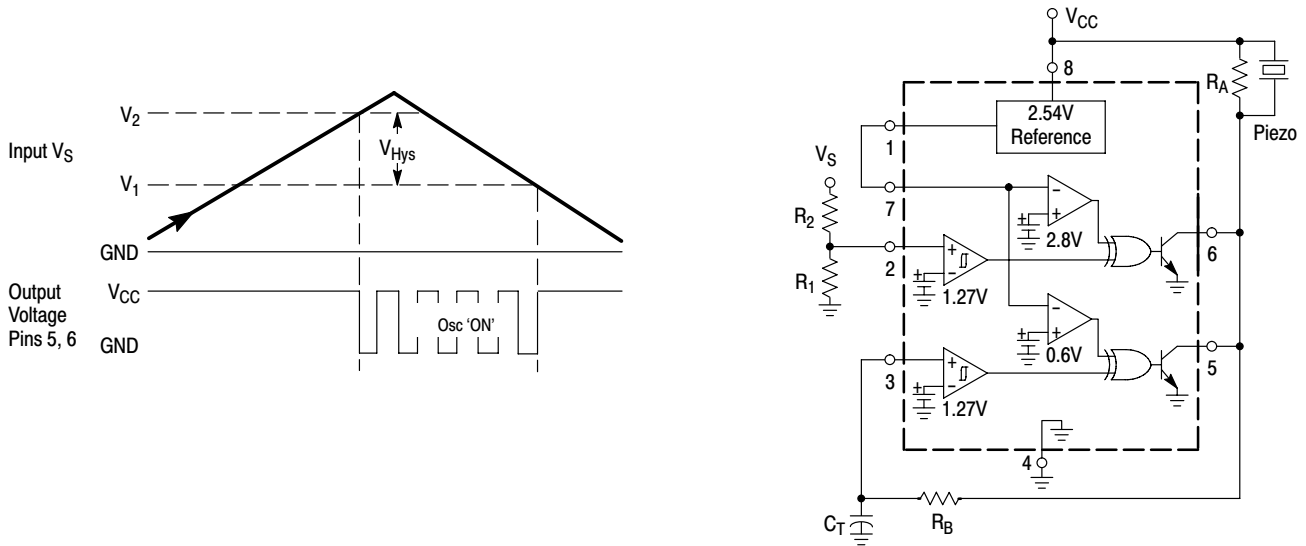 V2
Input VS
VHys
V1
GND
Output
Voltage
Pins 5, 6
VCC
Osc 'ON'
GND
VCC
8
RA
Piezo
2.54V
Reference
1
VS
7
R2
2.8V
6
2
R1
1.27V
0.6V
5
3
1.27V
4
CT
RB
+
−
+
−
+
+
−
+
−
+
+
−
+
−
+